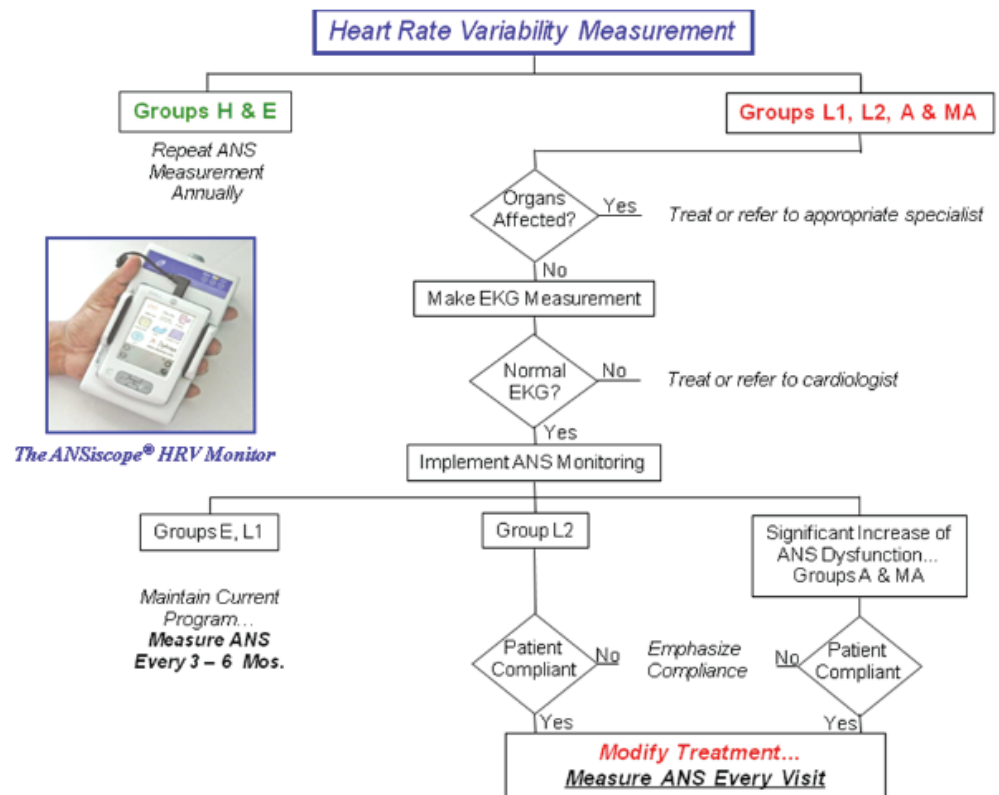 Heart Rate Variability Measurement
Groups H & E
Groups L1, L2, A & MA
Repeat ANS
Measurement
Annually
Organs
Affected?
Yes
Treat or refer to appropriate specialist
No
Make EKG Measurement
Normal
EKG?
No
Treat or refer to cardiologist
Yes
The ANSiscope® HRV Monitor
Implement ANS Monitoring
Groups E, L1
Group L2
Significant Increase of
ANS Dysfunction...
Groups A & MA
Maintain Current
Program...
Measure ANS
Every 3 – 6 Mos.
Patient
Compliant
No
Emphasize
Compliance
No
Patient
Compliant
Yes
Yes
Modify Treatment...
Measure ANS Every Visit